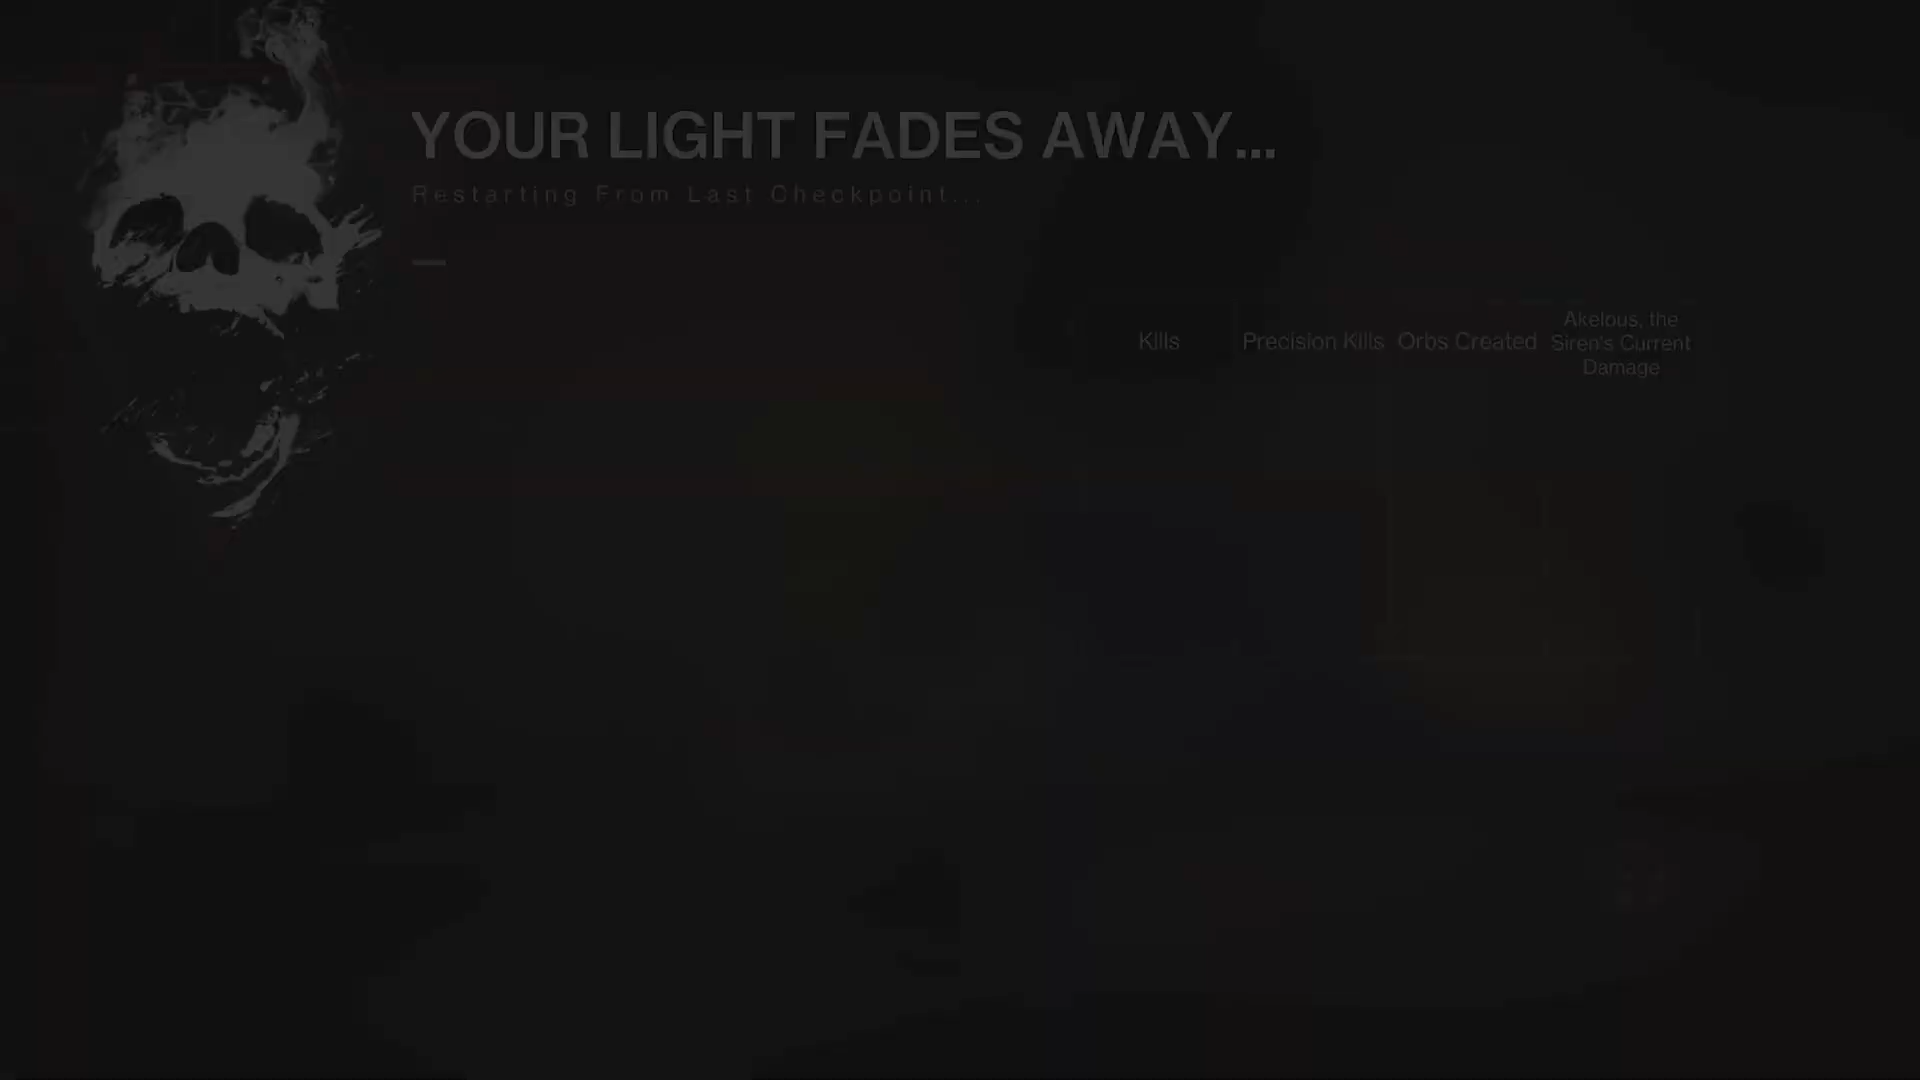 YOUR LIGHT FADES AWAY...
Restarting From Last Checkpoint...
Kills
Precision Kills
Orbs Created
Akelous, the
Siren's Current
Damage